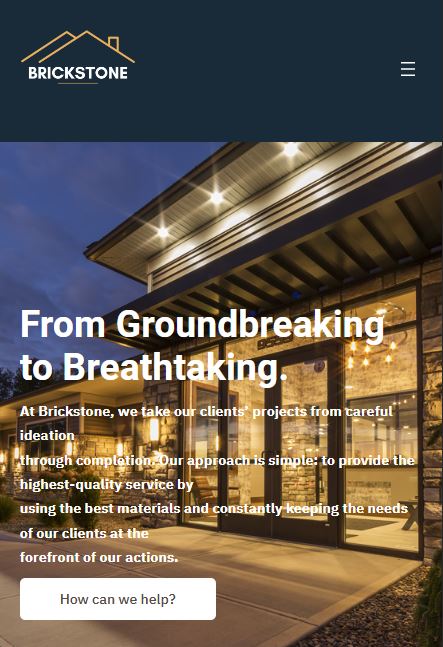 BRICKSTONE
From Groundbreaking
to Breathtaking.
At Brickstone, we take our clients' projects from careful
ideation
through completion. Our approach is simple: to provide the
highest-quality service by
using the best materials and constantly keeping the needs
of our clients at the
forefront of our actions.
How can we help?